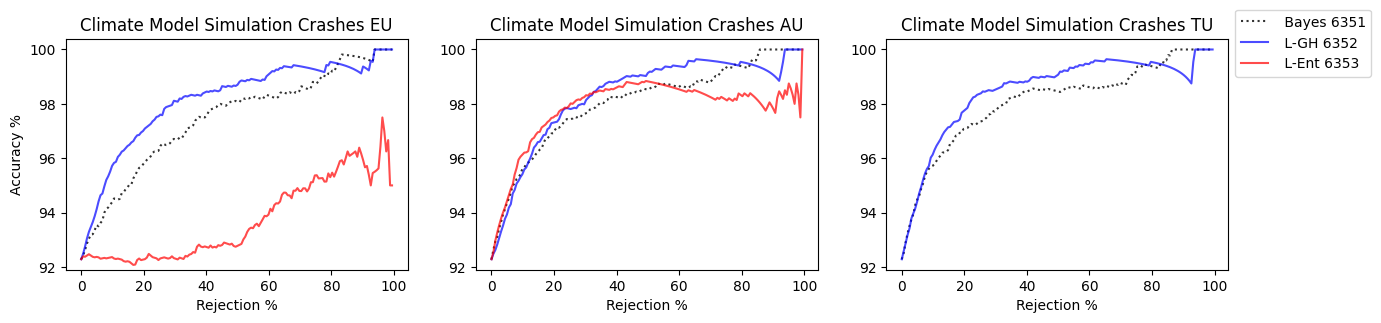 Climate Model Simulation Crashes EU
Climate Model Simulation Crashes AU
Climate Model Simulation Crashes TU
Bayes 6351
L-GH 6352
L-Ent 6353
Accuracy %
100
98
96
94
92
0 20 40 60 80 100
Rejection %
100
98
96
94
92
0 20 40 60 80 100
Rejection %
100
98
96
94
92
0 20 40 60 80 100
Rejection %